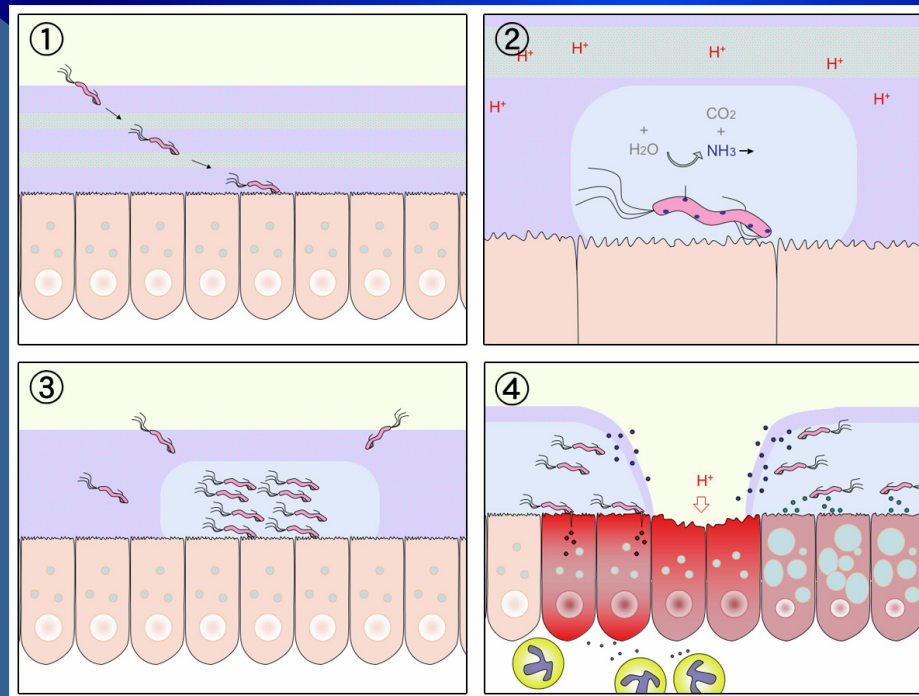 ①
②
H⁺
H⁺
H⁺
H⁺
H⁺
H⁺
CO₂
+ +
H₂O NH₃
③
④
H⁺